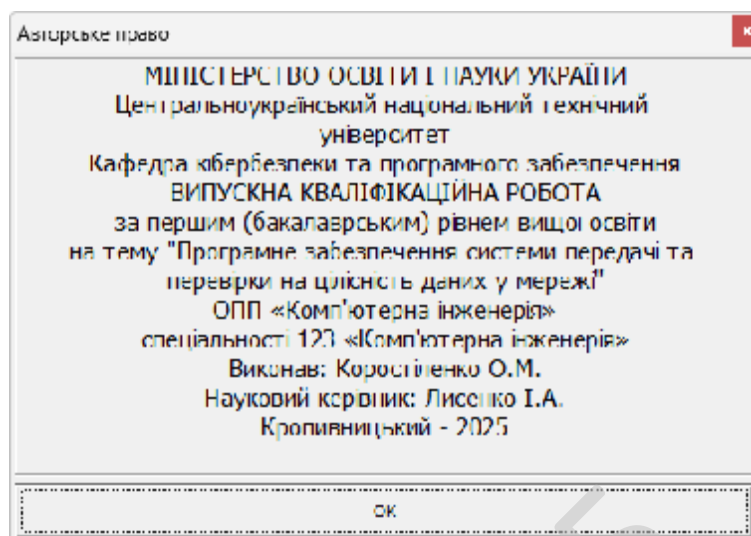 Авторське право
МІНІСТЕРСТВО ОСВІТИ І НАУКИ УКРАЇНИ
Центральноукраїнський національний технічний
університет
Кафедра кібербезпеки та програмного забезпечення
ВИПУСКНА КВАЛІФІКАЦІЙНА РОБОТА
за першим (бакалаврським) рівнем вищої освіти
на тему "Програмне забезпечення системи передачі та
перевірки на цілісність даних у мережі"
ОПП «Комп'ютерна інженерія»
спеціальності 123 «Комп'ютерна інженерія»
Виконав: Коростіленко О.М.
Науковий керівник: Лисенко І.А.
Кропивницький - 2025
ОК